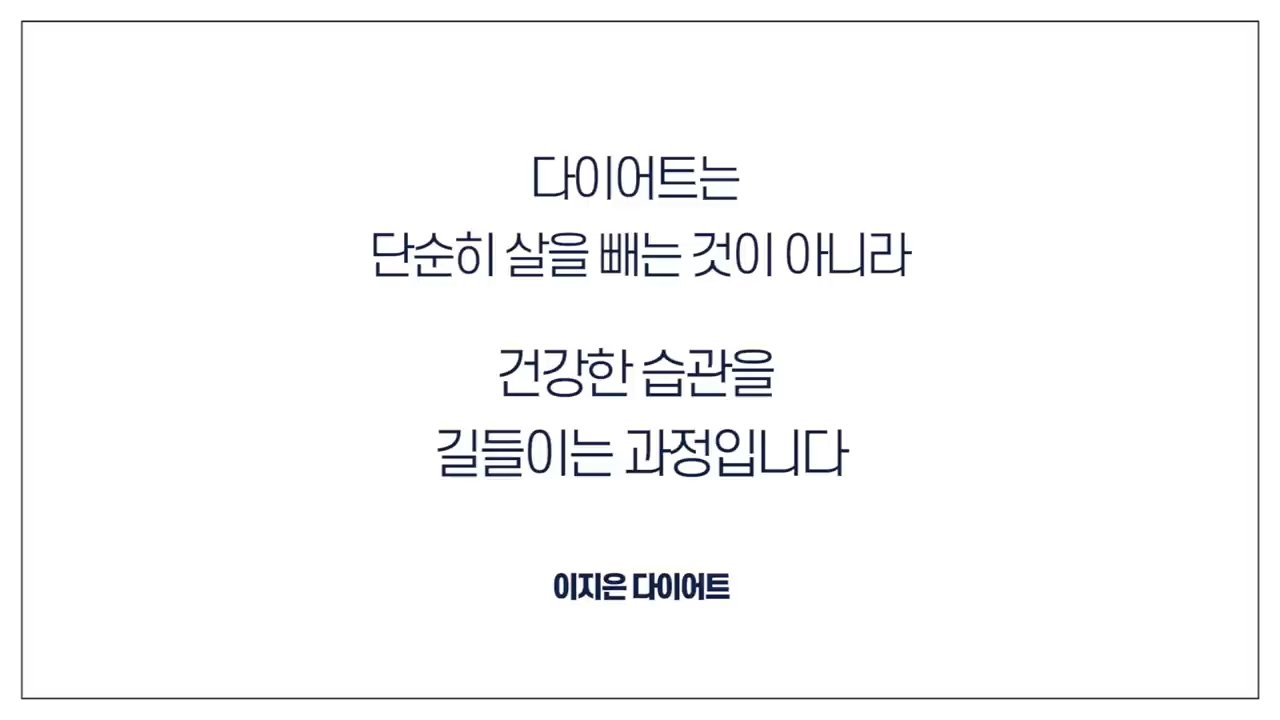 다이어트는
단순히 살을 빼는 것이 아니라
건강한 습관을
길들이는 과정입니다
이지은 다이어트